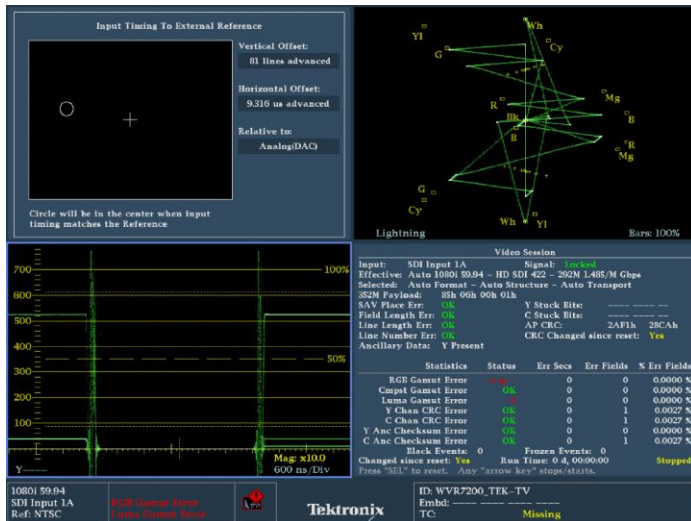 Input Timing To External Reference
Vertical Offset:
81 lines advanced
Horizontal Offset:
9.316 us advanced
Relative to:
Analog(DAC)
Circle will be in the center when input
timing matches the Reference
Wh
Yl
Cy
G
Mg
R
B
Bk
B
R
Mg
G
Cy
Wh
Yl
Lightning
Bars: 100%
700
100%
600
500
400
50%
300
200
100
Mag: x10.0
Y----
600 ns/Div
Video Session
Input: SDI Input 1A Signal: Locked
Effective: Auto 1080i 59.94 - HD SDI 422 - 292M 1.485/M Gbps
Selected: Auto Format - Auto Structure - Auto Transport
352M Payload: 85h 06h 00h 01h
SAV Place Err: OK Y Stuck Bits: ---- ---- --
Field Length Err: OK C Stuck Bits: ---- ---- --
Line Length Err: OK AP CRC: 2AF1h 28CAh
Line Number Err: OK CRC Changed since reset: Yes
Ancillary Data: Y Present
Statistics Status Err Secs Err Fields % Err Fields
RGB Gamut Error 0 0 0.0000 %
Cmpst Gamut Error OK 0 0 0.0000 %
Luma Gamut Error 0 0 0.0000 %
Y Chan CRC Error OK 0 1 0.0027 %
C Chan CRC Error OK 0 1 0.0027 %
Y Anc Checksum Error OK 0 1 0.0027 %
C Anc Checksum Error OK 0 1 0.0027 %
Black Events: 0 Frozen Events: 0
Changed since reset: Yes Run Time: 0 d, 00:00:00 Stopped
Press "SEL" to reset. Any "arrow key" stops/starts.
1080i 59.94
SDI Input 1A
Ref: NTSC
RGB Gamut Error
Luma Gamut Error
Tektronix
ID: WVR7200_TEK-TV
Embd: ---- ---- ---- ----
TC: Missing